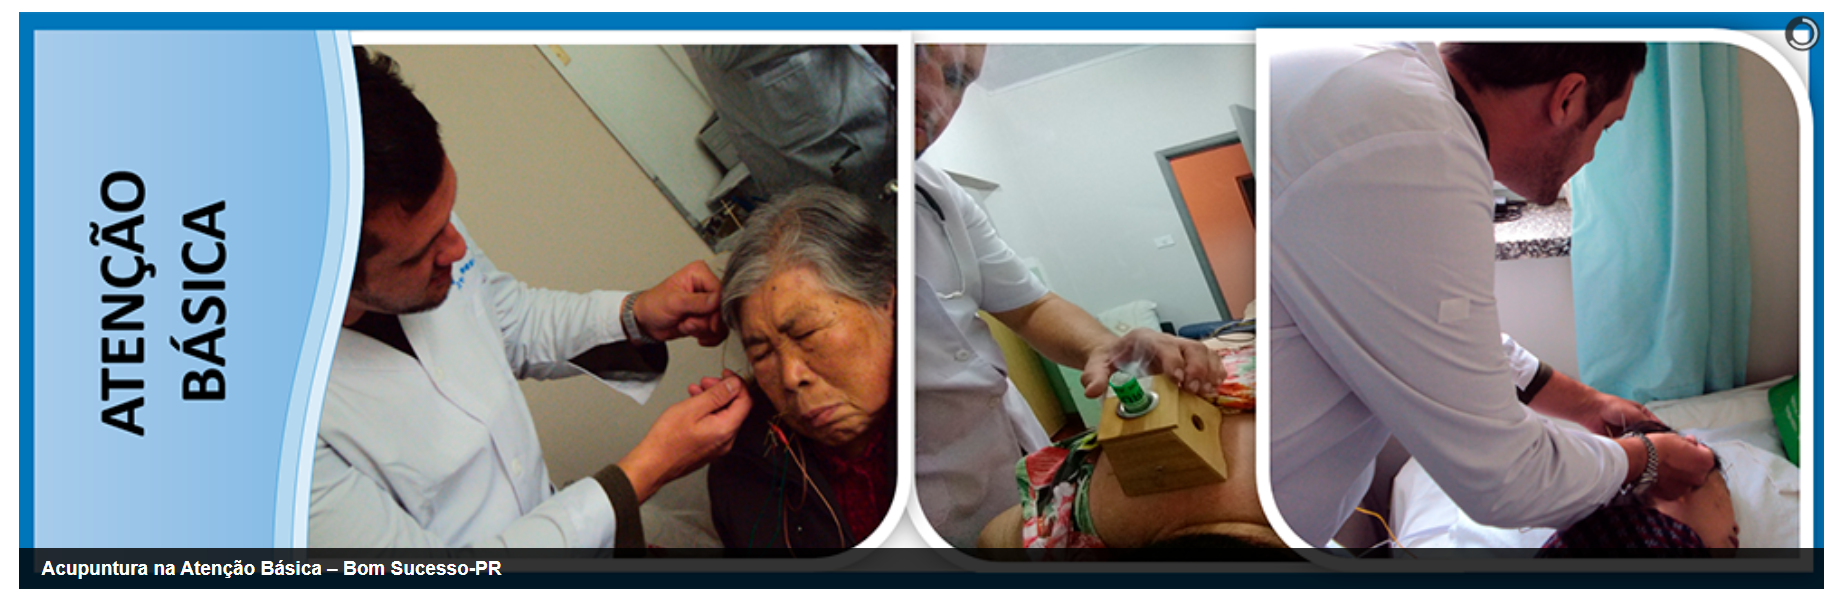 ATENÇÃO
BÁSICA
Acupuntura na Atenção Básica – Bom Sucesso-PR